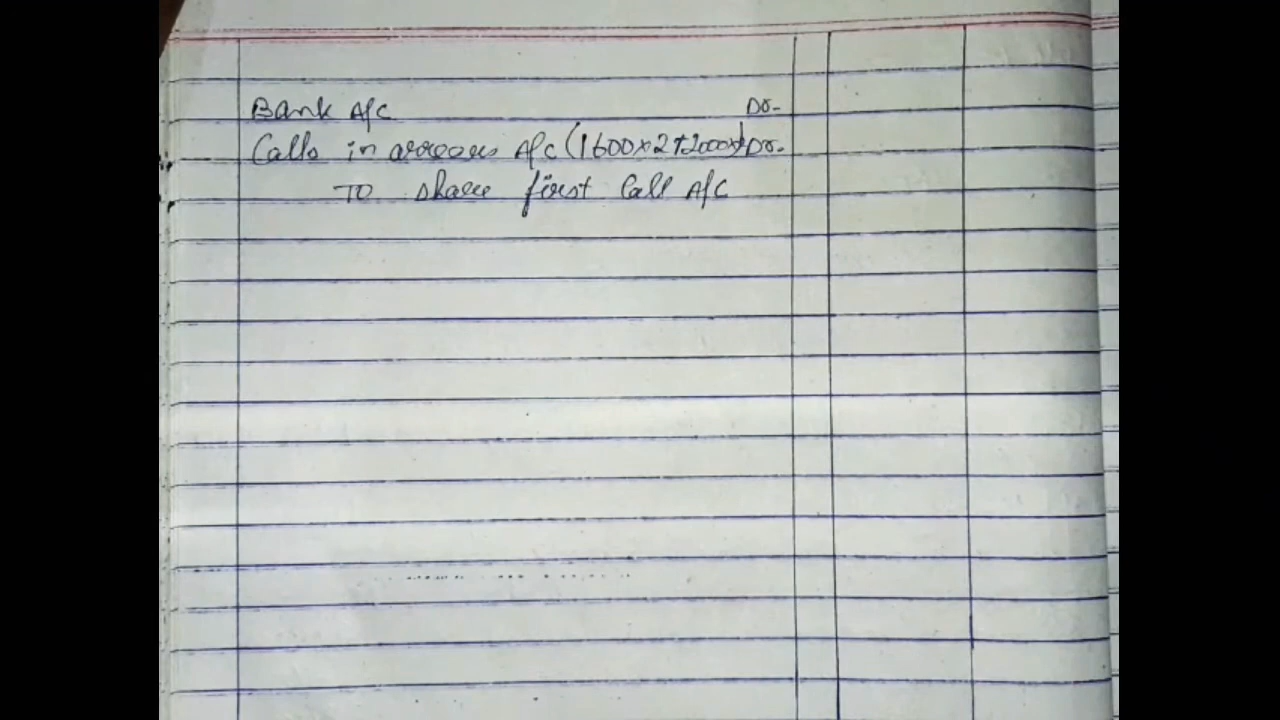 Bank A/c Dr.
Calls in arrears A/c (1600×2+2000× Dr.
To share first Call A/C